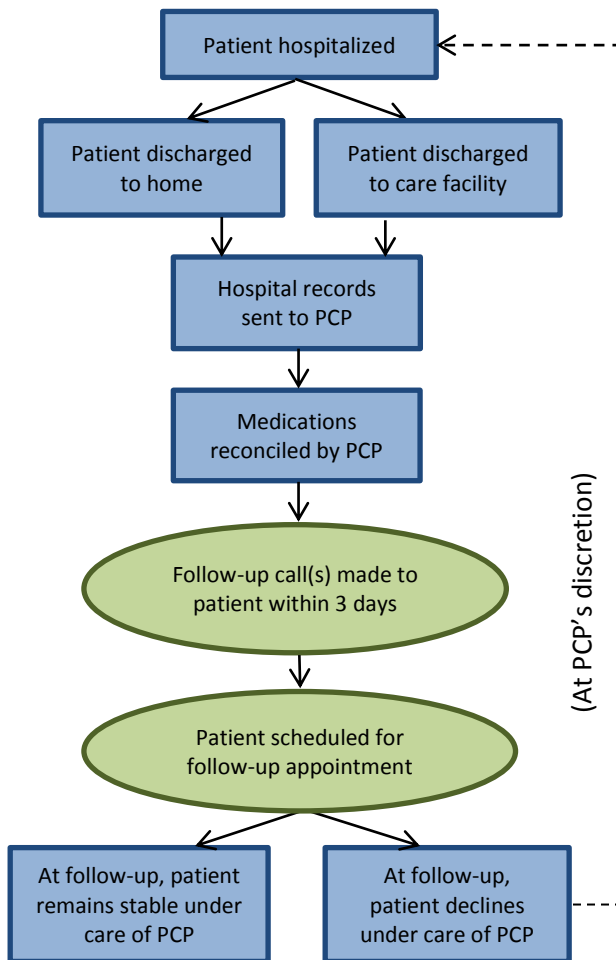 Patient hospitalized
Patient discharged
to home
Patient discharged
to care facility
Hospital records
sent to PCP
Medications
reconciled by PCP
Follow-up call(s) made to
patient within 3 days
(At PCP’s discretion)
Patient scheduled for
follow-up appointment
At follow-up, patient
remains stable under
care of PCP
At follow-up,
patient declines
under care of PCP